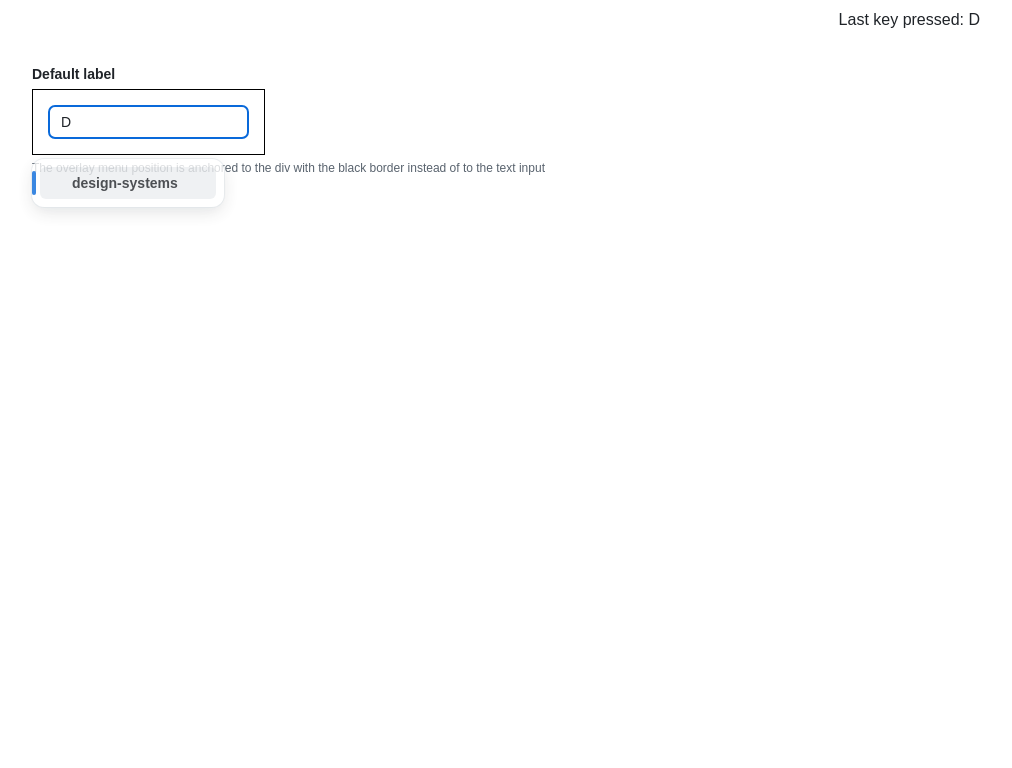 Last key pressed: D
Default label
D
The overlay menu position is anchored to the div with the black border instead of to the text input
design-systems